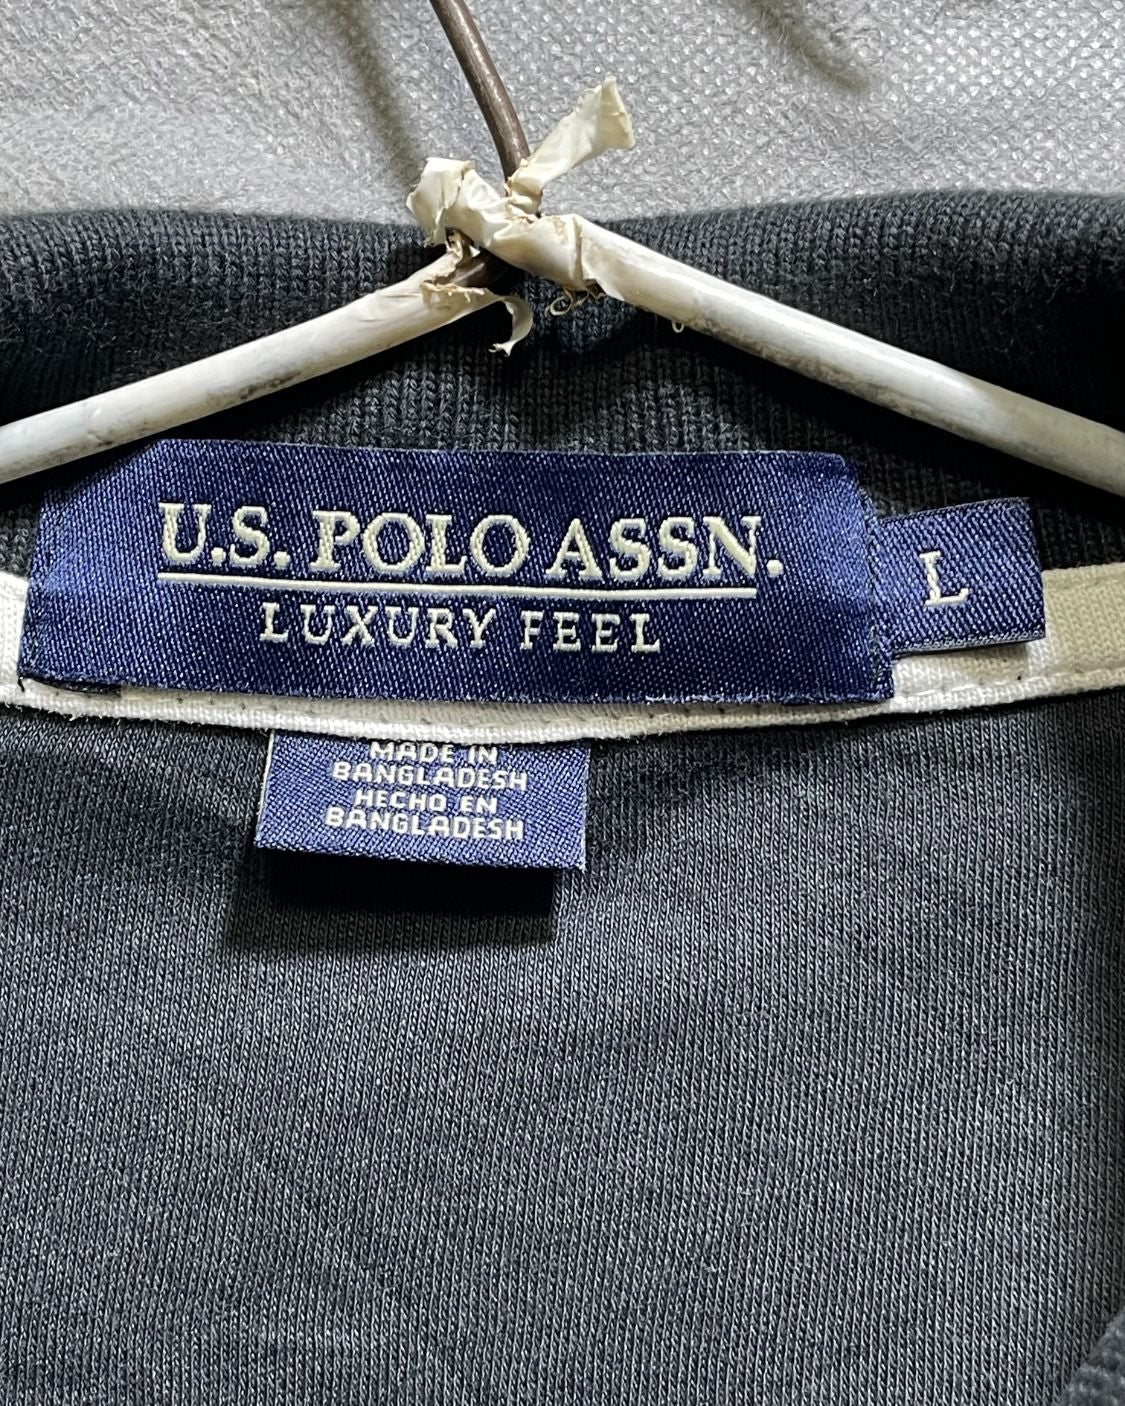 U.S. POLO ASSN.
LUXURY FEEL
L
MADE IN
BANGLADESH
HECHO EN
BANGLADESH